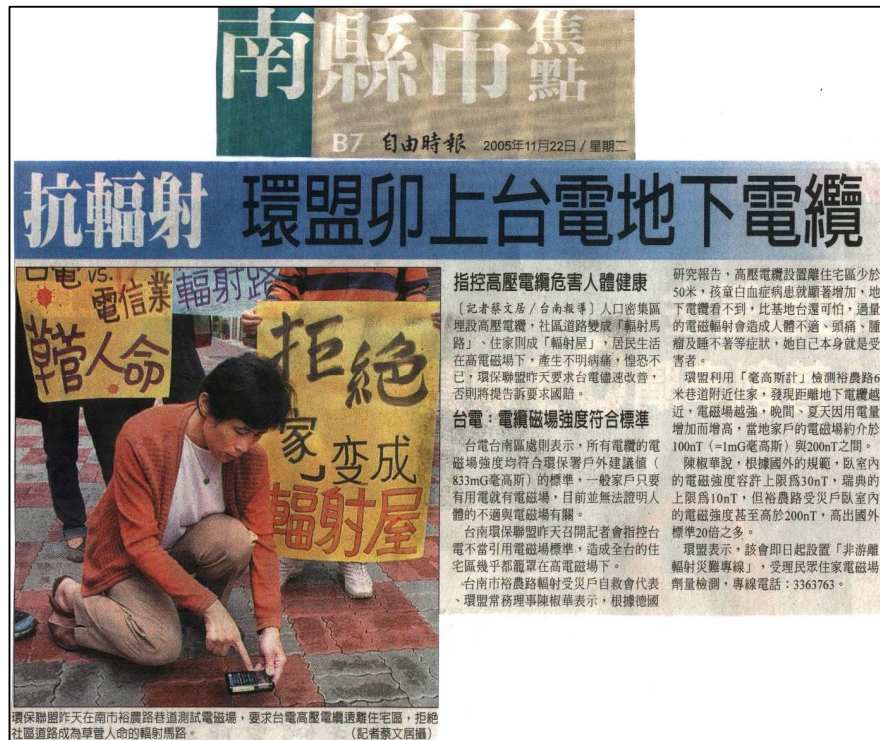 南縣市焦點
B7 自由時報 2005年11月22日/星期二
抗輻射 環盟卯上台電地下電纜
台電 VS. 電信業
草菅人命
輻射路
拒絕
家變成
輻射屋
環保聯盟昨天在南市裕農路巷道測試電磁場,要求台電高壓電纜遠離住宅區,拒絕
社區道路成為草菅人命的輻射馬路。 (記者蔡文居攝)
指控高壓電纜危害人體健康
〔記者蔡文居/台南報導〕人口密集區
埋設高壓電纜,社區道路變成「輻射馬
路」、住家則成「輻射屋」,居民生活
在高電磁場下,產生不明病痛,惶恐不
已,環保聯盟昨天要求台電儘速改善,
否則將提告訴要求國賠。
台電:電纜磁場強度符合標準
台電台南區處則表示,所有電纜的電
磁場強度均符合環保署戶外建議值(
833mG毫高斯)的標準,一般家戶只要
有用電就有電磁場,目前並無法證明人
體的不適與電磁場有關。
台南環保聯盟昨天召開記者會指控台
電不當引用電磁場標準,造成全台的住
宅區幾乎都籠罩在高電磁場下。
台南市裕農路輻射受災戶自救會代表
、環盟常務理事陳椒華表示,根據德國
研究報告,高壓電纜設置離住宅區少於
50米,孩童白血症病患就顯著增加,地
下電纜看不到,比基地台還可怕,過量
的電磁輻射會造成人體不適、頭痛、腫
瘤及睡不著等症狀,她自己本身就是受
害者。
環盟利用「毫高斯計」檢測裕農路6
米巷道附近住家,發現距離地下電纜越
近,電磁場越強,晚間、夏天因用電量
增加而增高,當地家戶的電磁場約介於
100nT(=1mG毫高斯)與200nT之間。
陳椒華說,根據國外的規範,臥室內
的電磁強度容許上限為30nT,瑞典的
上限為10nT,但裕農路受災戶臥室內
的電磁強度甚至高於200nT,高出國外
標準20倍之多。
環盟表示,該會即日起設置「非游離
輻射災難專線」,受理民眾住家電磁場
劑量檢測,專線電話:3363763。